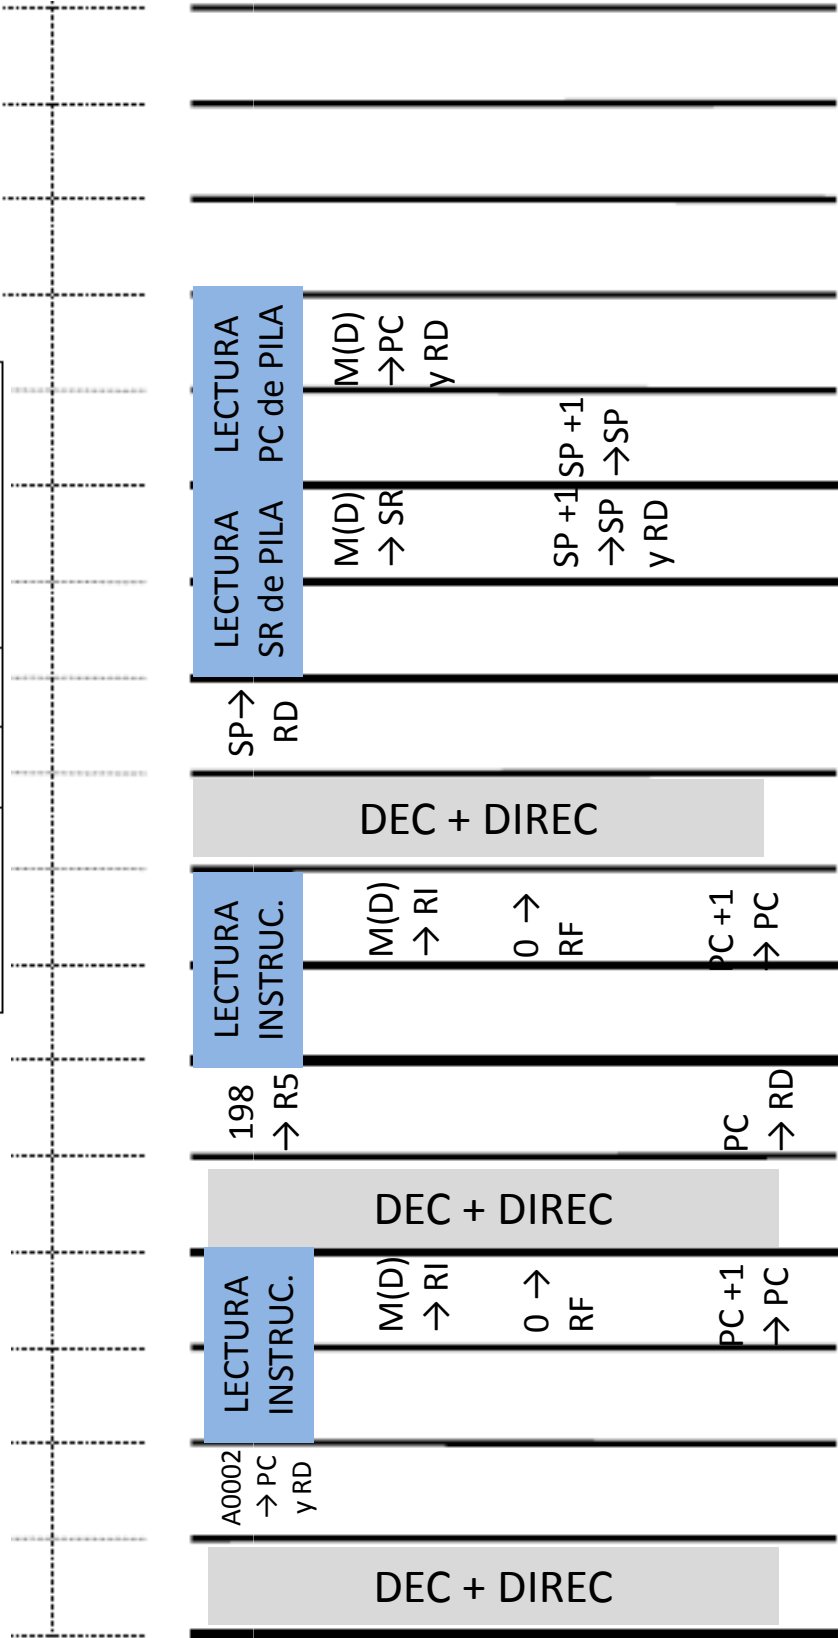 DEC + DIREC
A0002
→ PC
y RD
LECTURA
INSTRUC.
M(D)
→ RI
0 →
RF
PC +1
→ PC
DEC + DIREC
198
→ R5
PC
→ RD
LECTURA
INSTRUC.
M(D)
→ RI
0 →
RF
PC +1
→ PC
DEC + DIREC
SP→
RD
LECTURA
SR de PILA
M(D)
→ SR
SP +1
→SP
y RD
LECTURA
PC de PILA
M(D)
→PC
y RD
SP +1
→SP